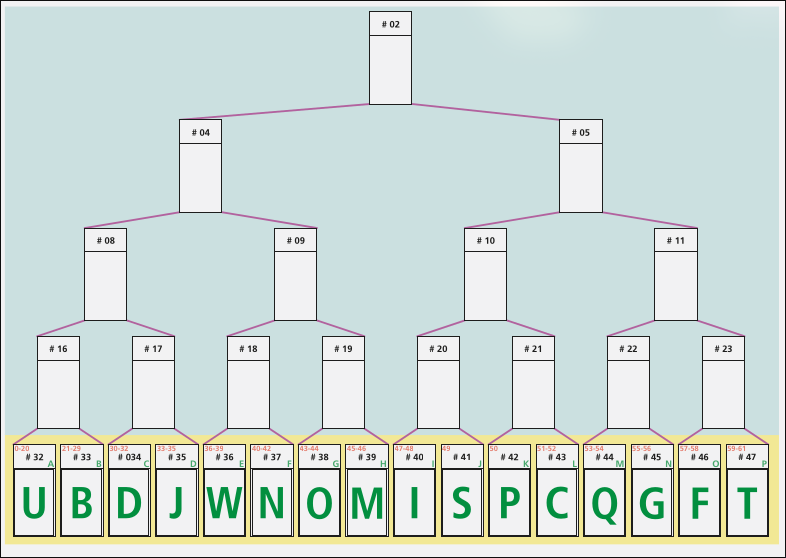 # 02
# 04 # 05
# 08 # 09 # 10 # 11
# 16 # 17 # 18 # 19 # 20 # 21 # 22 # 23
0-20 21-29 30-32 33-35 36-39 40-42 43-44 45-46 47-48 49 50 51-52 53-54 55-56 57-58 59-61
# 32 # 33 # 034 # 35 # 36 # 37 # 38 # 39 # 40 # 41 # 42 # 43 # 44 # 45 # 46 # 47
A B C D E F G H I J K L M N O P
U B D J W N O M I S P C Q G F T